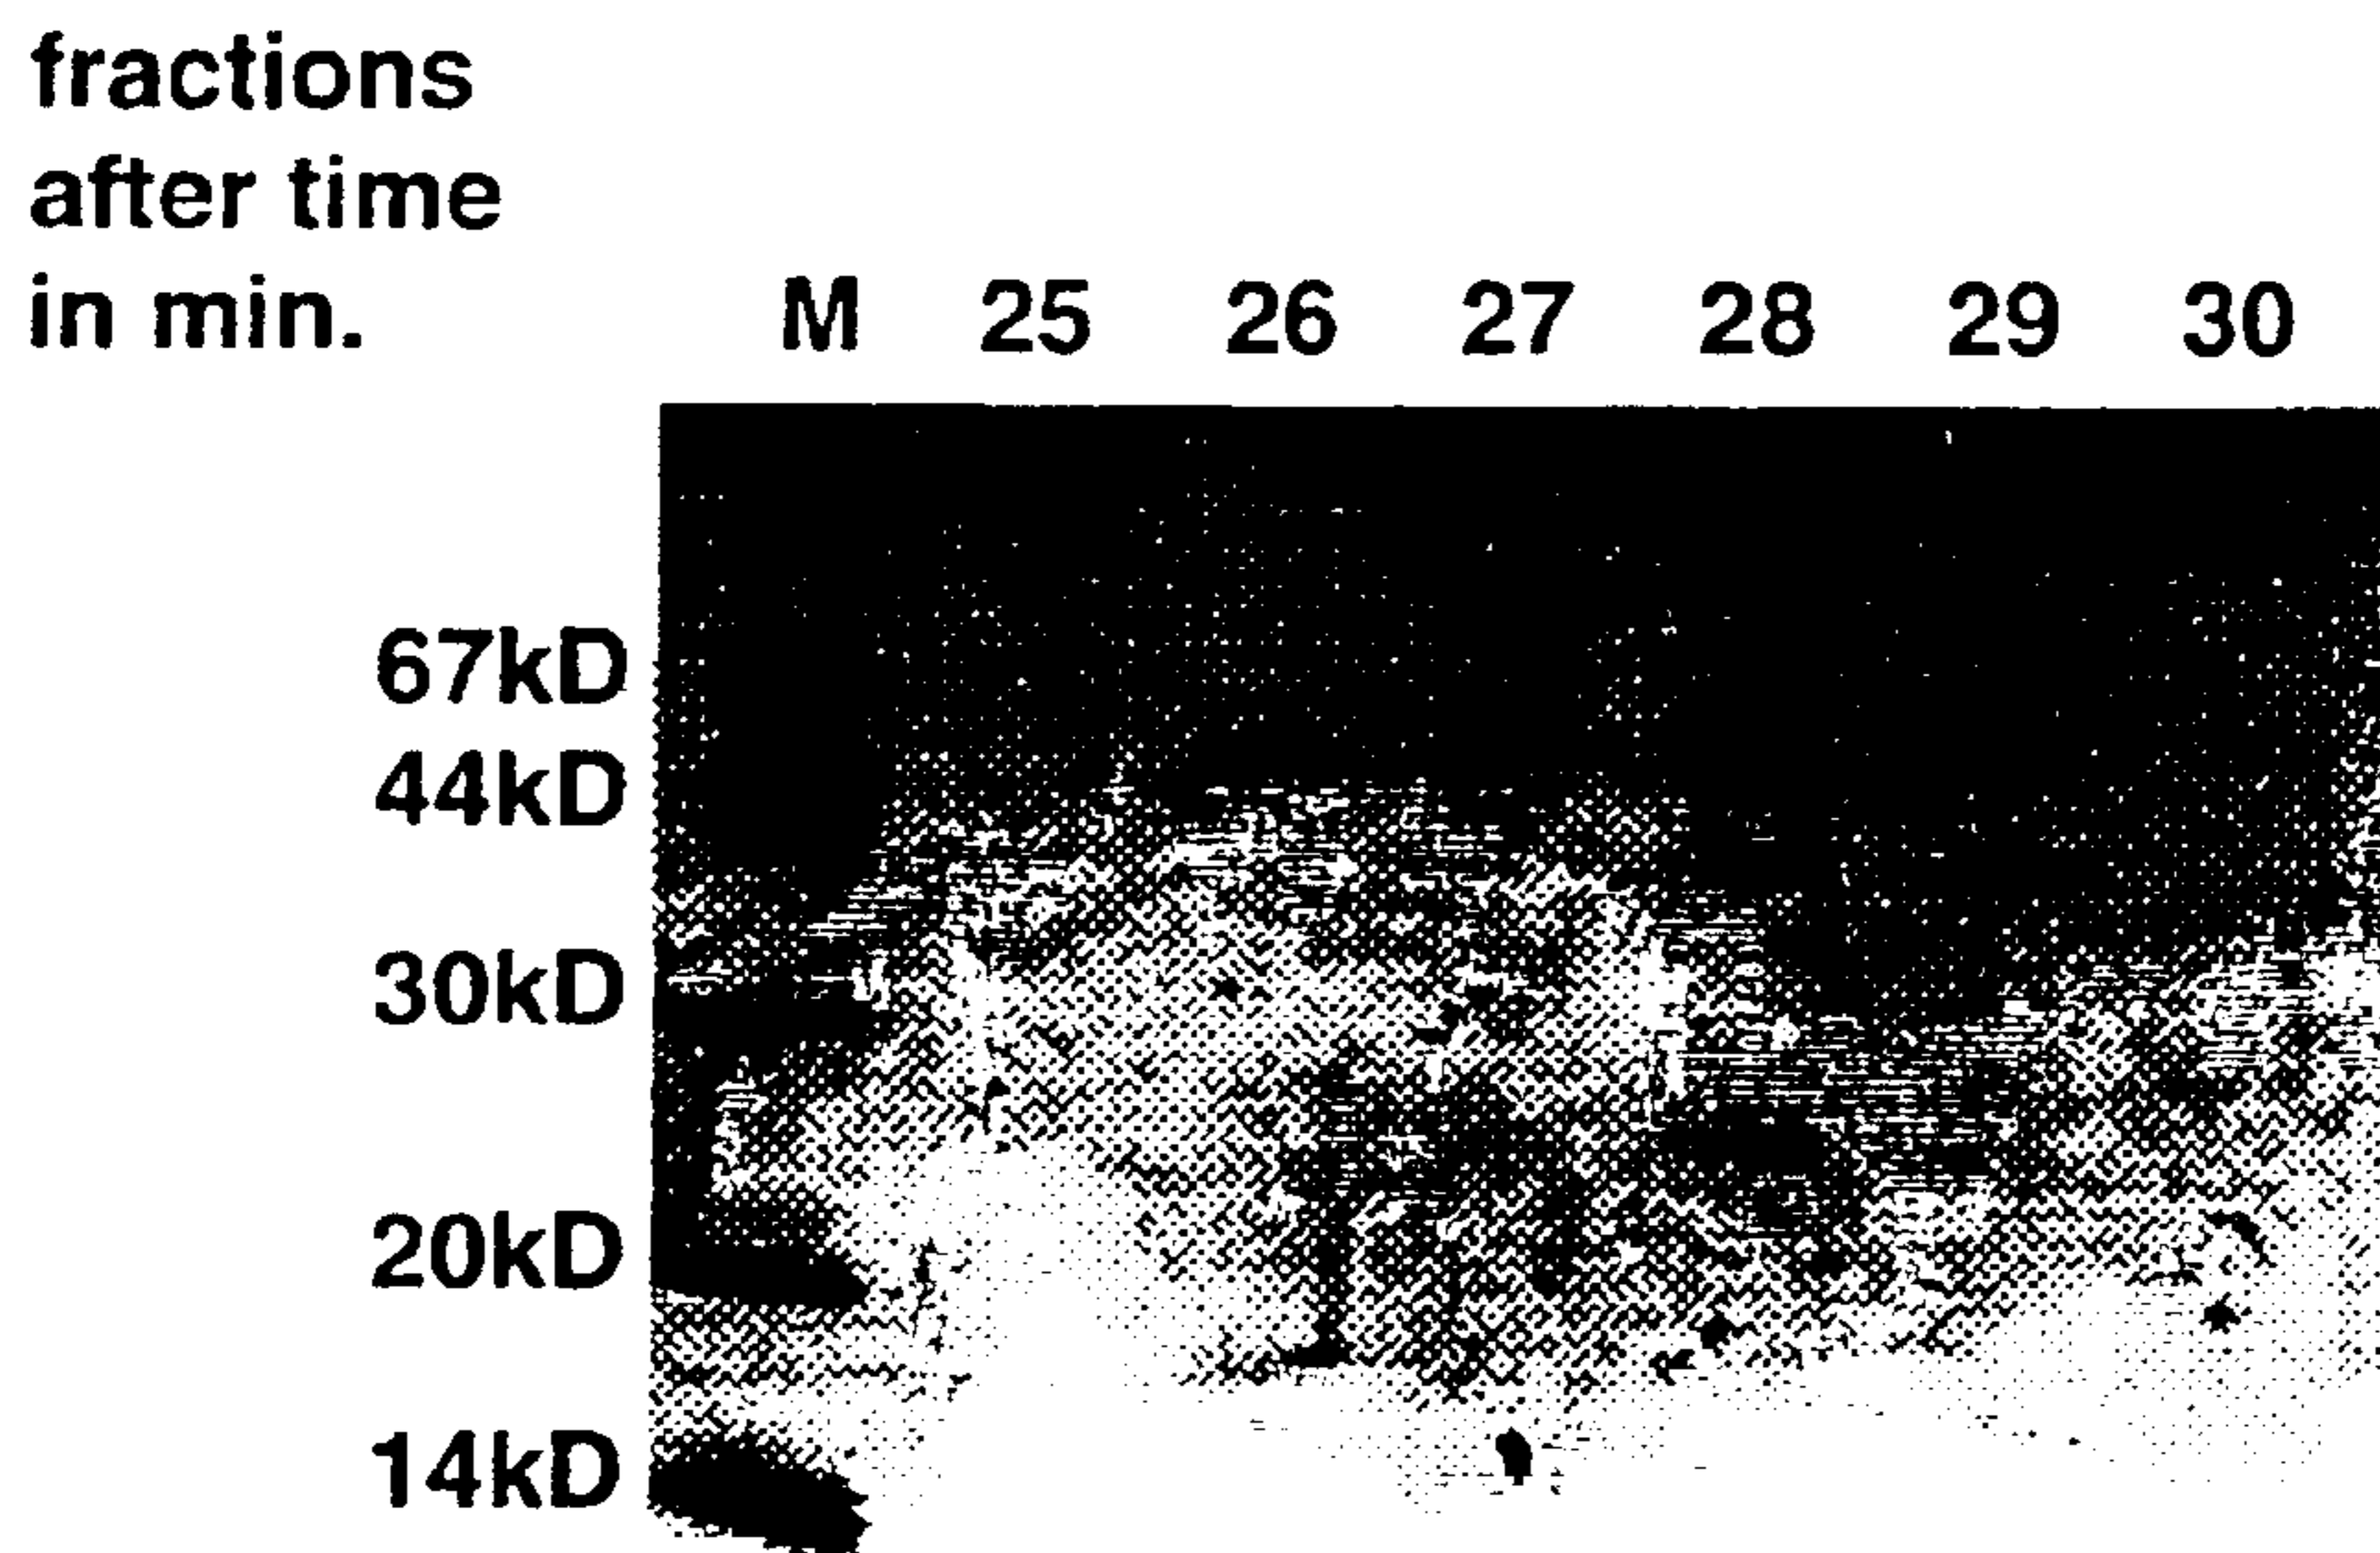 fractions
after time
in min.
M 25 26 27 28 29 30
67kD
44kD
30kD
20kD
14kD